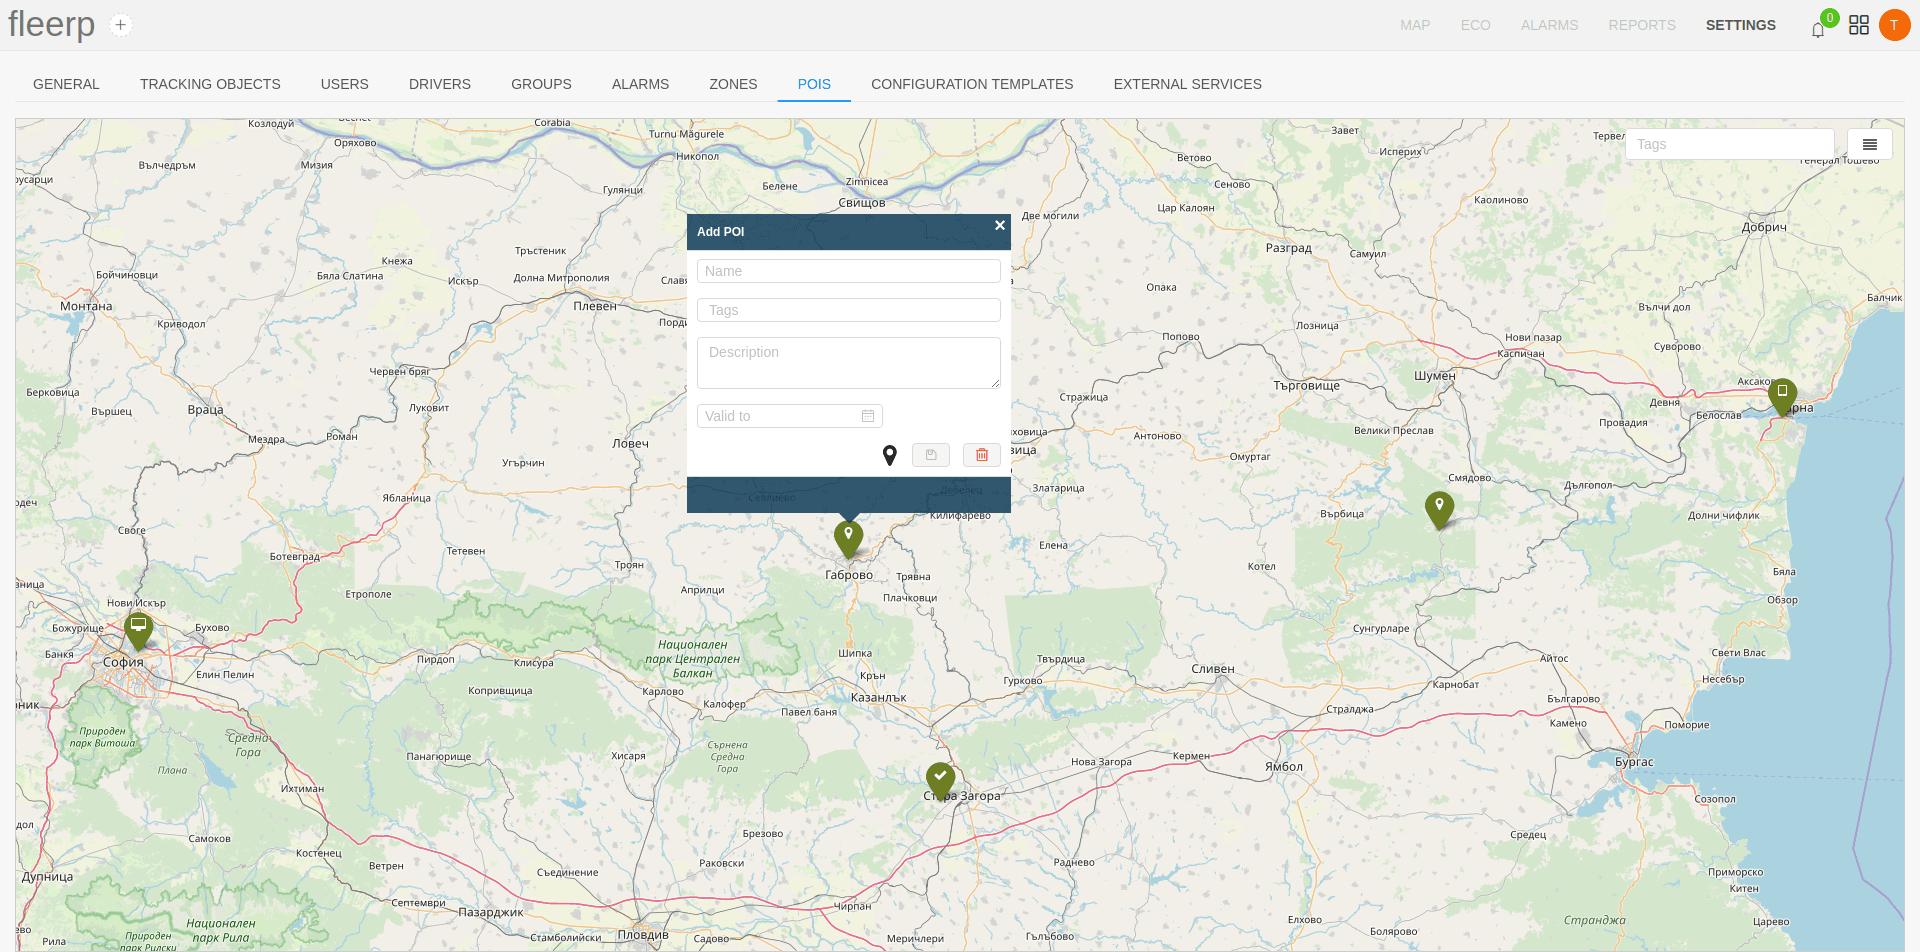 fleerp
+
MAP
ECO
ALARMS
REPORTS
SETTINGS
0
T
GENERAL
TRACKING OBJECTS
USERS
DRIVERS
GROUPS
ALARMS
ZONES
POIS
CONFIGURATION TEMPLATES
EXTERNAL SERVICES
Tags
Козлодуй
Corabia
Оряхово
Turnu Măgurele
Завет
Вълчедръм
Мизия
Никопол
Ветово
Исперих
Генерал Тошево
Белене
Zimnicea
Сеново
Гулянци
Свищов
Две могили
Цар Калоян
Каолиново
Добрич
Разград
Самуил
Тръстеник
Кнежа
Бойчиновци
Бяла Слатина
Искър
Долна Митрополия
Опака
Балчик
Монтана
Плевен
Вълчи дол
Криводол
Лозница
Попово
Нови пазар
Суворово
Каспичан
Червен бряг
Шумен
Търговище
Берковица
Стражица
Девня
Белослав
Вършец
Враца
Луковит
Провадия
Велики Преслав
Антоново
Мездра
Роман
Ловеч
Омуртаг
Угърчин
Смядово
Златарица
Дългопол
Ябланица
Върбица
Долни чифлик
Килифарево
Своге
Елена
Ботевград
Тетевен
Троян
Котел
Бяла
Габрово
Трявна
Етрополе
Априлци
Плачковци
Обзор
Нови Искър
Божурище
Бухово
Сунгурларе
Банкя
София
Пирдоп
Клисура
Национален
парк Централен
Балкан
Шипка
Твърдица
Сливен
Айтос
Свети Влас
Елин Пелин
Крън
Гурково
Несебър
Копривщица
Карлово
Казанлък
Карнобат
Българово
Калофер
Павел баня
Стралджа
Камено
Поморие
Природен
парк Витоша
Средна
Гора
Панагюрище
Хисаря
Сърнена
Средна
Гора
Нова Загора
Кермен
Ямбол
Бургас
Плана
Ихтиман
Стара Загора
Созопол
Самоков
Брезово
Средец
Костенец
Ветрен
Раковски
Раднево
Съединение
Приморско
Дупница
Китен
Септември
Пазарджик
Чирпан
Елхово
Странджа
Царево
Национален
парк Рила
Природен
парк Рилски
Рила
Стамболийски
Пловдив
Садово
Меричлери
Гълъбово
Болярово
Add POI
×
Name
Tags
Description
Valid to